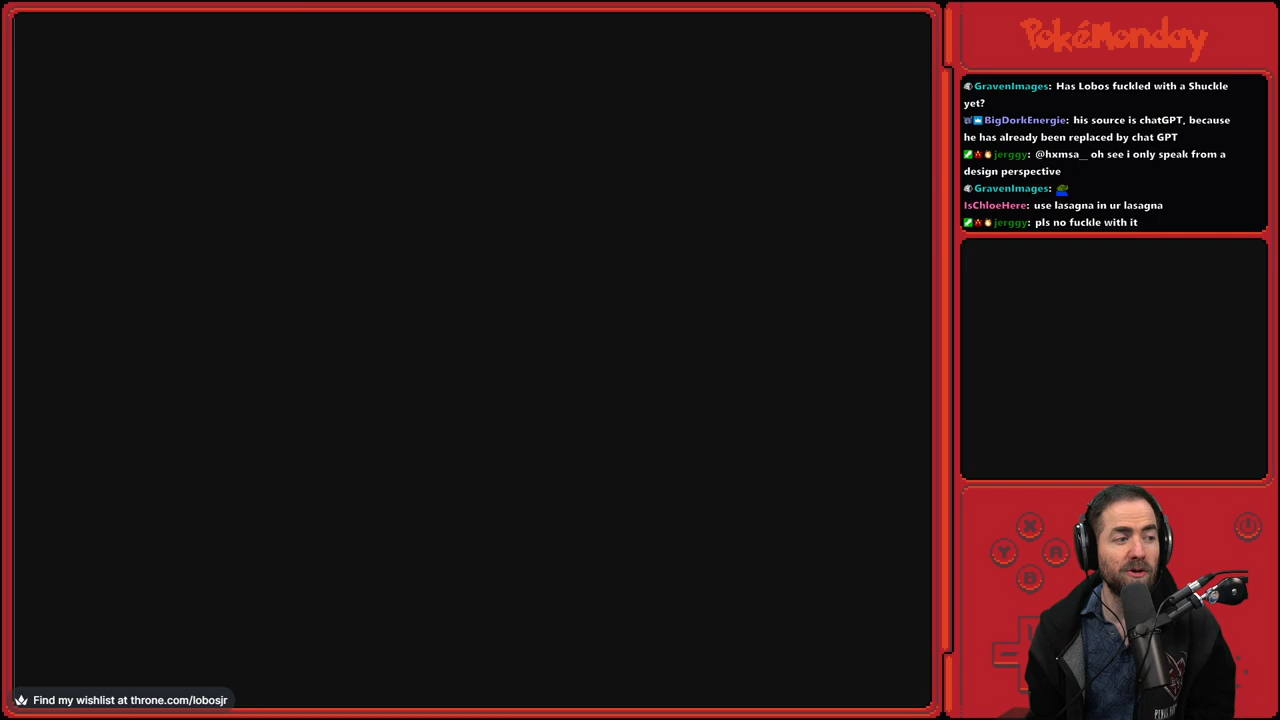 PokéMonday
GravenImages: Has Lobos fuckled with a Shuckle
yet?
BigDorkEnergie: his source is chatGPT, because
he has already been replaced by chat GPT
jerggy: @hxmsa__ oh see i only speak from a
design perspective
GravenImages:
IsChloeHere: use lasagna in ur lasagna
jerggy: pls no fuckle with it
X
Y
A
B
Find my wishlist at throne.com/lobosjr